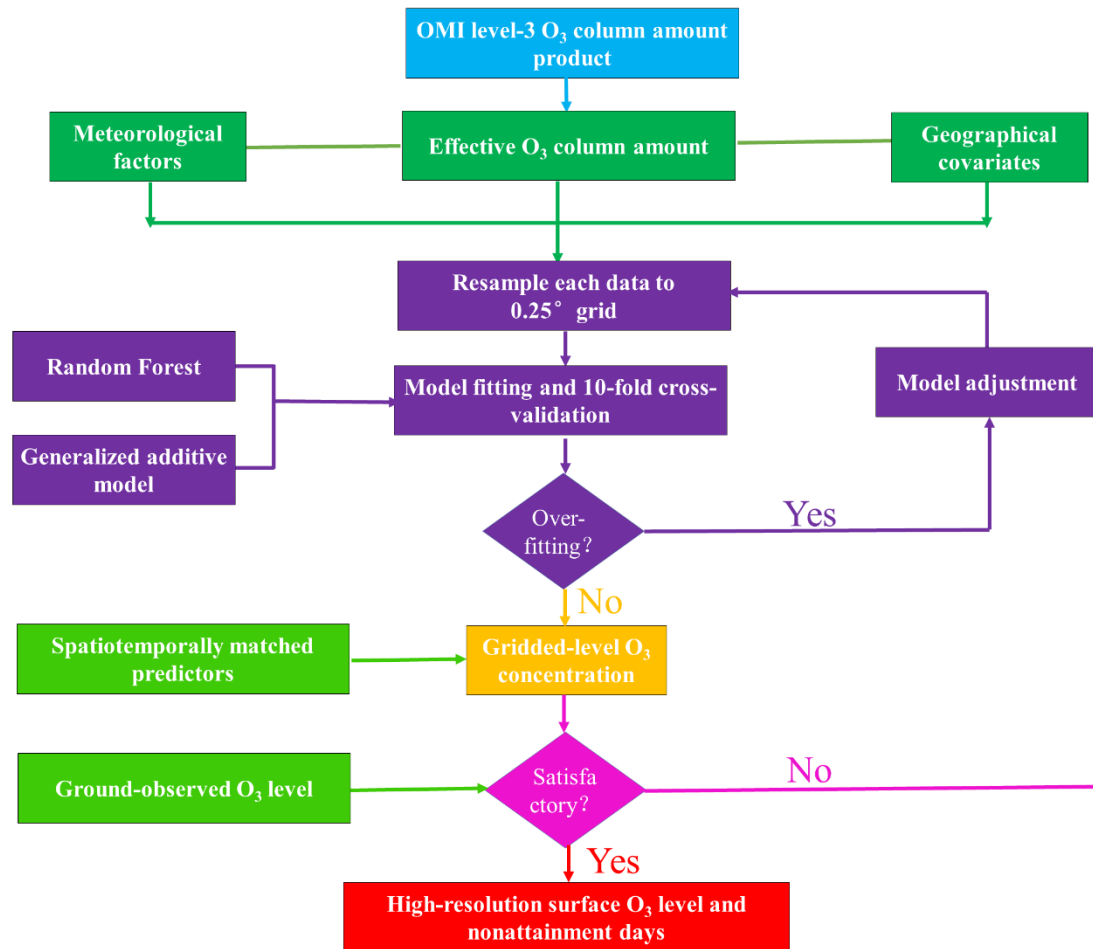 OMI level-3 O₃ column amount
product
Meteorological
factors
Effective O₃ column amount
Geographical
covariates
Resample each data to
0.25° grid
Random Forest
Generalized additive
model
Model fitting and 10-fold cross-
validation
Model adjustment
Over-
fitting?
Yes
No
Spatiotemporally matched
predictors
Gridded-level O₃
concentration
Ground-observed O₃ level
Satisfa
ctory?
No
Yes
High-resolution surface O₃ level and
nonattainment days